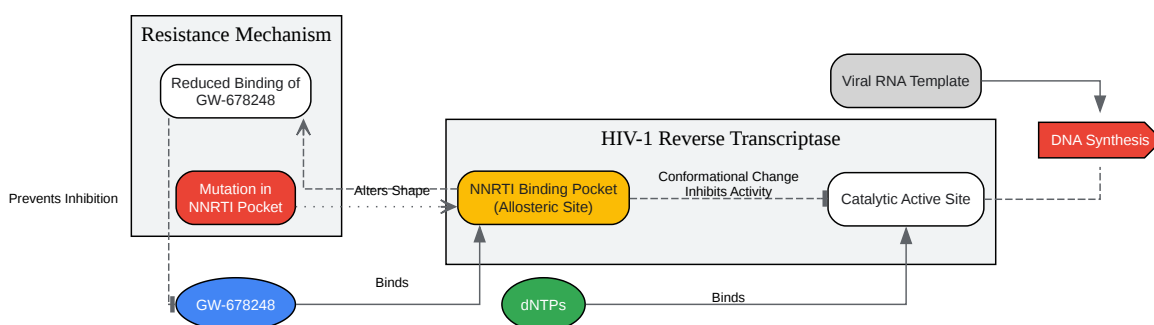 Resistance Mechanism
Reduced Binding of
GW-678248
Viral RNA Template
HIV-1 Reverse Transcriptase
DNA Synthesis
Prevents Inhibition
Mutation in
NNRTI Pocket
Alters Shape
NNRTI Binding Pocket
(Allosteric Site)
Conformational Change
Inhibits Activity
Catalytic Active Site
GW-678248
Binds
dNTPs
Binds